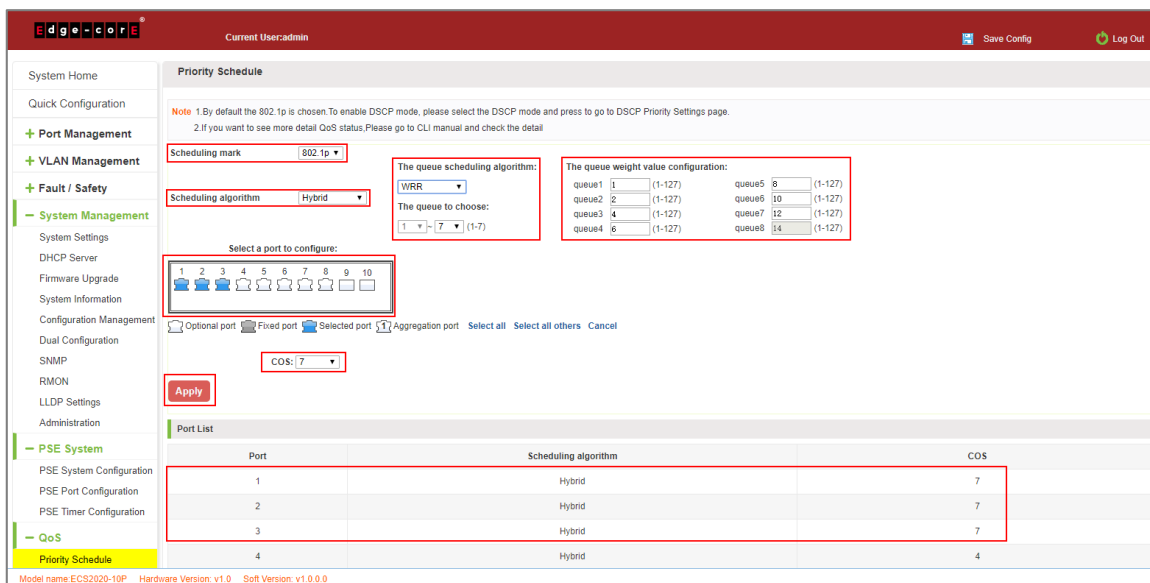 Edge-corE®
Current User:admin
Save Config
Log Out
System Home
Quick Configuration
+ Port Management
+ VLAN Management
+ Fault / Safety
− System Management
System Settings
DHCP Server
Firmware Upgrade
System Information
Configuration Management
Dual Configuration
SNMP
RMON
LLDP Settings
Administration
− PSE System
PSE System Configuration
PSE Port Configuration
PSE Timer Configuration
− QoS
Priority Schedule
Priority Schedule
Note 1.By default the 802.1p is chosen.To enable DSCP mode, please select the DSCP mode and press to go to DSCP Priority Settings page.
2.If you want to see more detail QoS status,Please go to CLI manual and check the detail
Scheduling mark 802.1p
Scheduling algorithm Hybrid
The queue scheduling algorithm:
WRR
The queue to choose:
1 ~ 7 (1-7)
The queue weight value configuration:
queue1 1 (1-127) queue5 8 (1-127)
queue2 2 (1-127) queue6 10 (1-127)
queue3 4 (1-127) queue7 12 (1-127)
queue4 6 (1-127) queue8 14 (1-127)
Select a port to configure:
1 2 3 4 5 6 7 8 9 10
Optional port Fixed port Selected port 1 Aggregation port Select all Select all others Cancel
COS: 7
Apply
Port List
Port Scheduling algorithm COS
1 Hybrid 7
2 Hybrid 7
3 Hybrid 7
4 Hybrid 4
Model name:ECS2020-10P Hardware Version: v1.0 Soft Version: v1.0.0.0